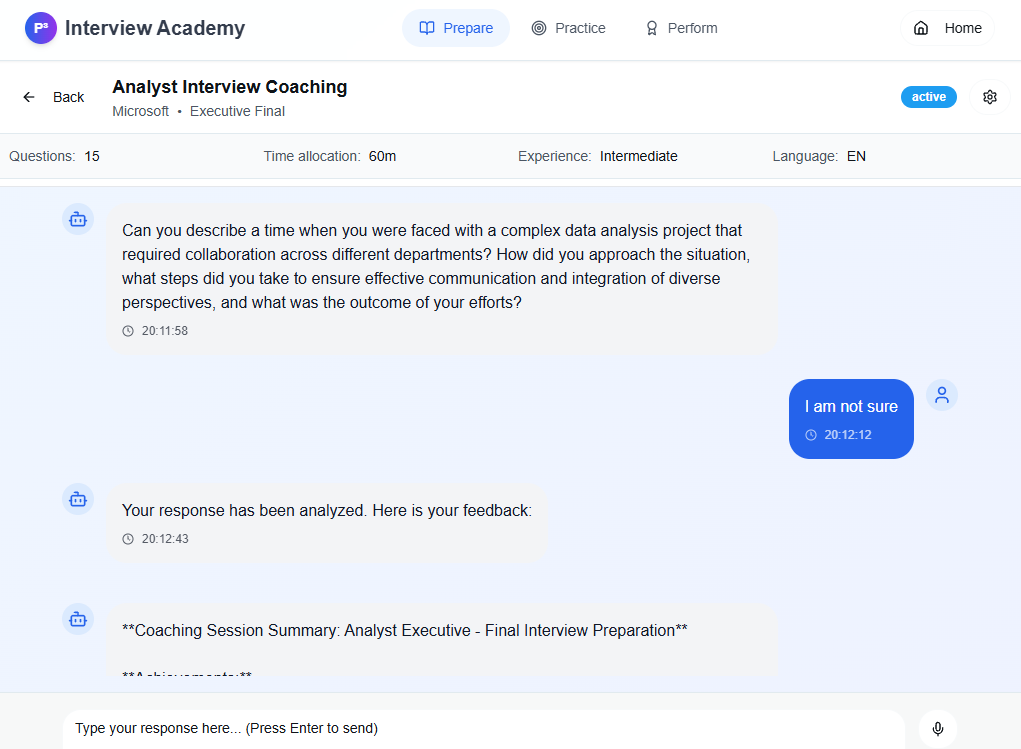 P³ Interview Academy
Prepare
Practice
Perform
Home
Back
Analyst Interview Coaching
Microsoft • Executive Final
active
Questions: 15
Time allocation: 60m
Experience: Intermediate
Language: EN
Can you describe a time when you were faced with a complex data analysis project that
required collaboration across different departments? How did you approach the situation,
what steps did you take to ensure effective communication and integration of diverse
perspectives, and what was the outcome of your efforts?
20:11:58
I am not sure
20:12:12
Your response has been analyzed. Here is your feedback:
20:12:43
**Coaching Session Summary: Analyst Executive - Final Interview Preparation**
**Achievements:**
Type your response here... (Press Enter to send)